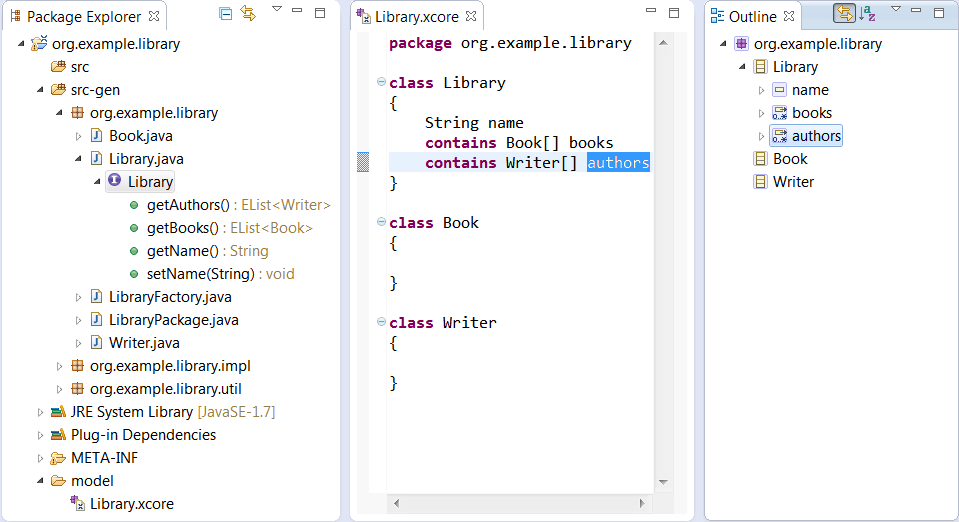 Package Explorer
org.example.library
src
src-gen
org.example.library
Book.java
Library.java
Library
getAuthors() : EList<Writer>
getBooks() : EList<Book>
getName() : String
setName(String) : void
LibraryFactory.java
LibraryPackage.java
Writer.java
org.example.library.impl
org.example.library.util
JRE System Library [JavaSE-1.7]
Plug-in Dependencies
META-INF
model
Library.xcore
Library.xcore
package org.example.library
class Library
{
String name
contains Book[] books
contains Writer[] authors
}
class Book
{
}
class Writer
{
}
Outline
org.example.library
Library
name
books
authors
Book
Writer